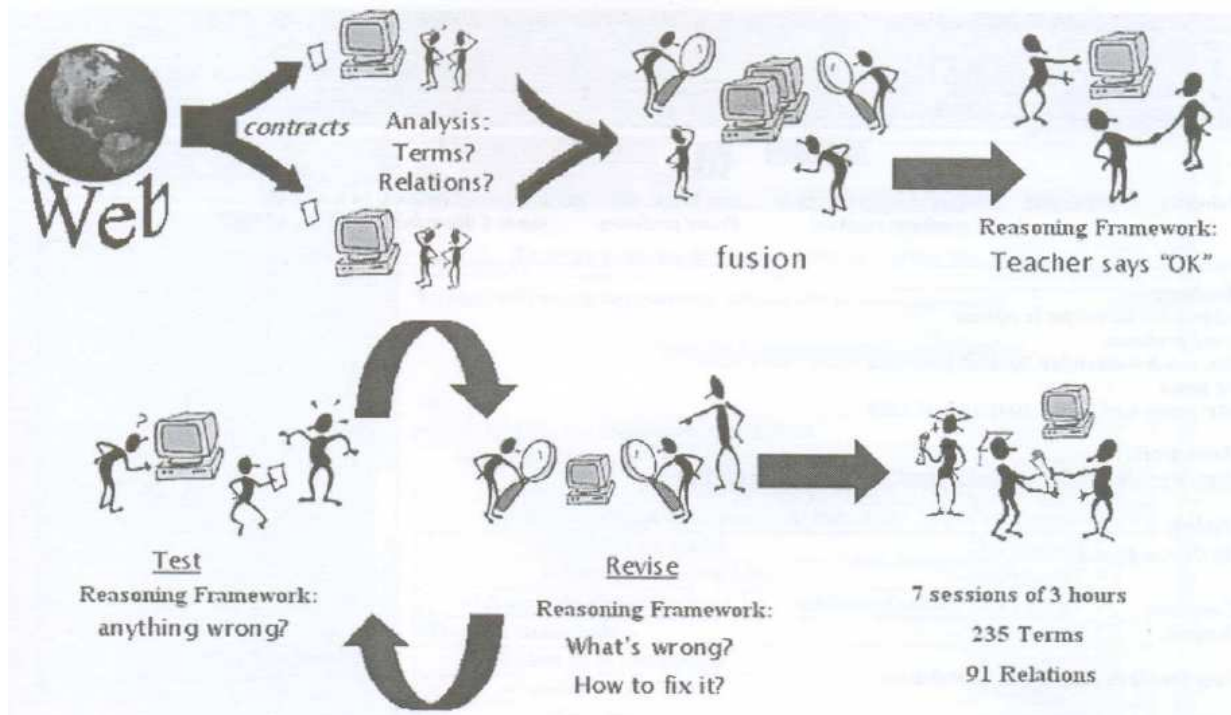 Web
contracts
Analysis:
Terms?
Relations?
fusion
Reasoning Framework:
Teacher says "OK"
?
Test
Reasoning Framework:
anything wrong?
Revise
Reasoning Framework:
What's wrong?
How to fix it?
7 sessions of 3 hours
235 Terms
91 Relations